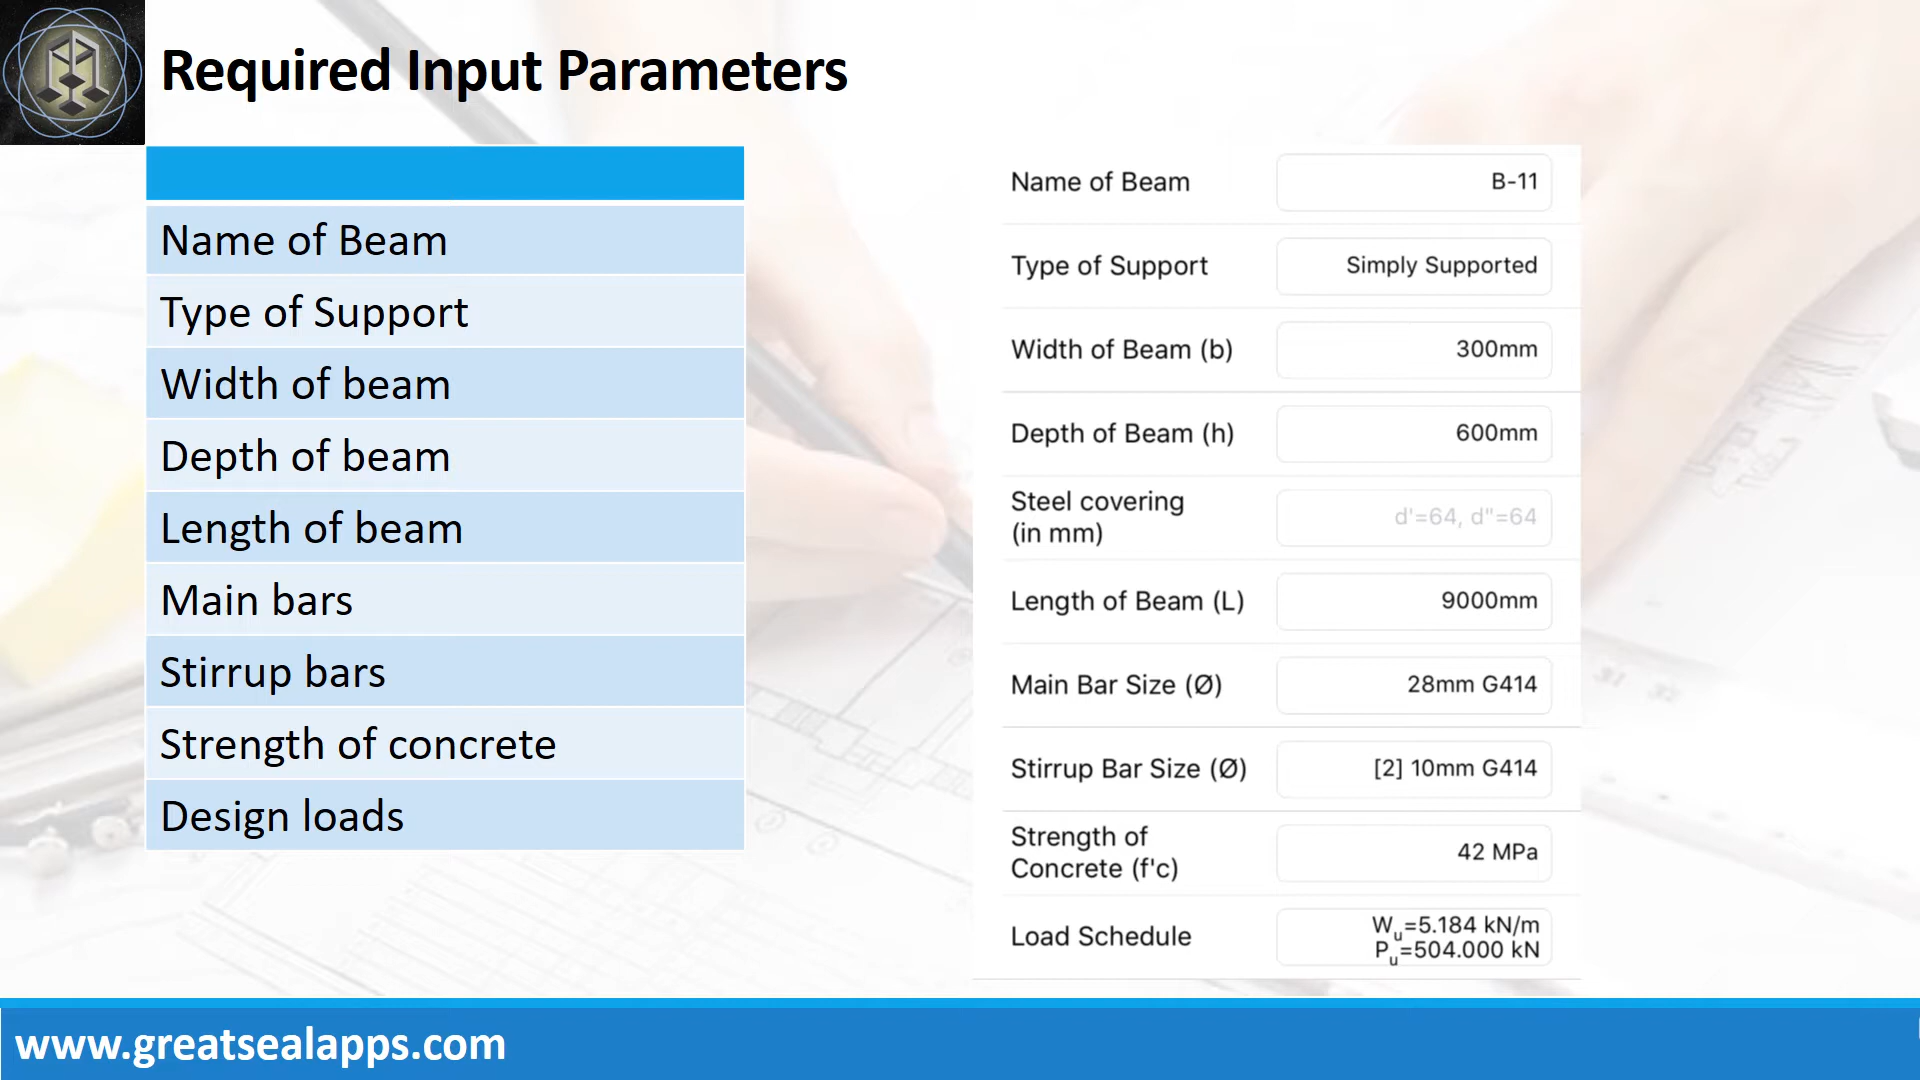 Required Input Parameters
Name of Beam
Type of Support
Width of beam
Depth of beam
Length of beam
Main bars
Stirrup bars
Strength of concrete
Design loads
Name of Beam B-11
Type of Support Simply Supported
Width of Beam (b) 300mm
Depth of Beam (h) 600mm
Steel covering
(in mm) d'=64, d"=64
Length of Beam (L) 9000mm
Main Bar Size (Ø) 28mm G414
Stirrup Bar Size (Ø) [2] 10mm G414
Strength of
Concrete (f'c) 42 MPa
Load Schedule Wu=5.184 kN/m
Pu=504.000 kN
31 32
www.greatsealapps.com